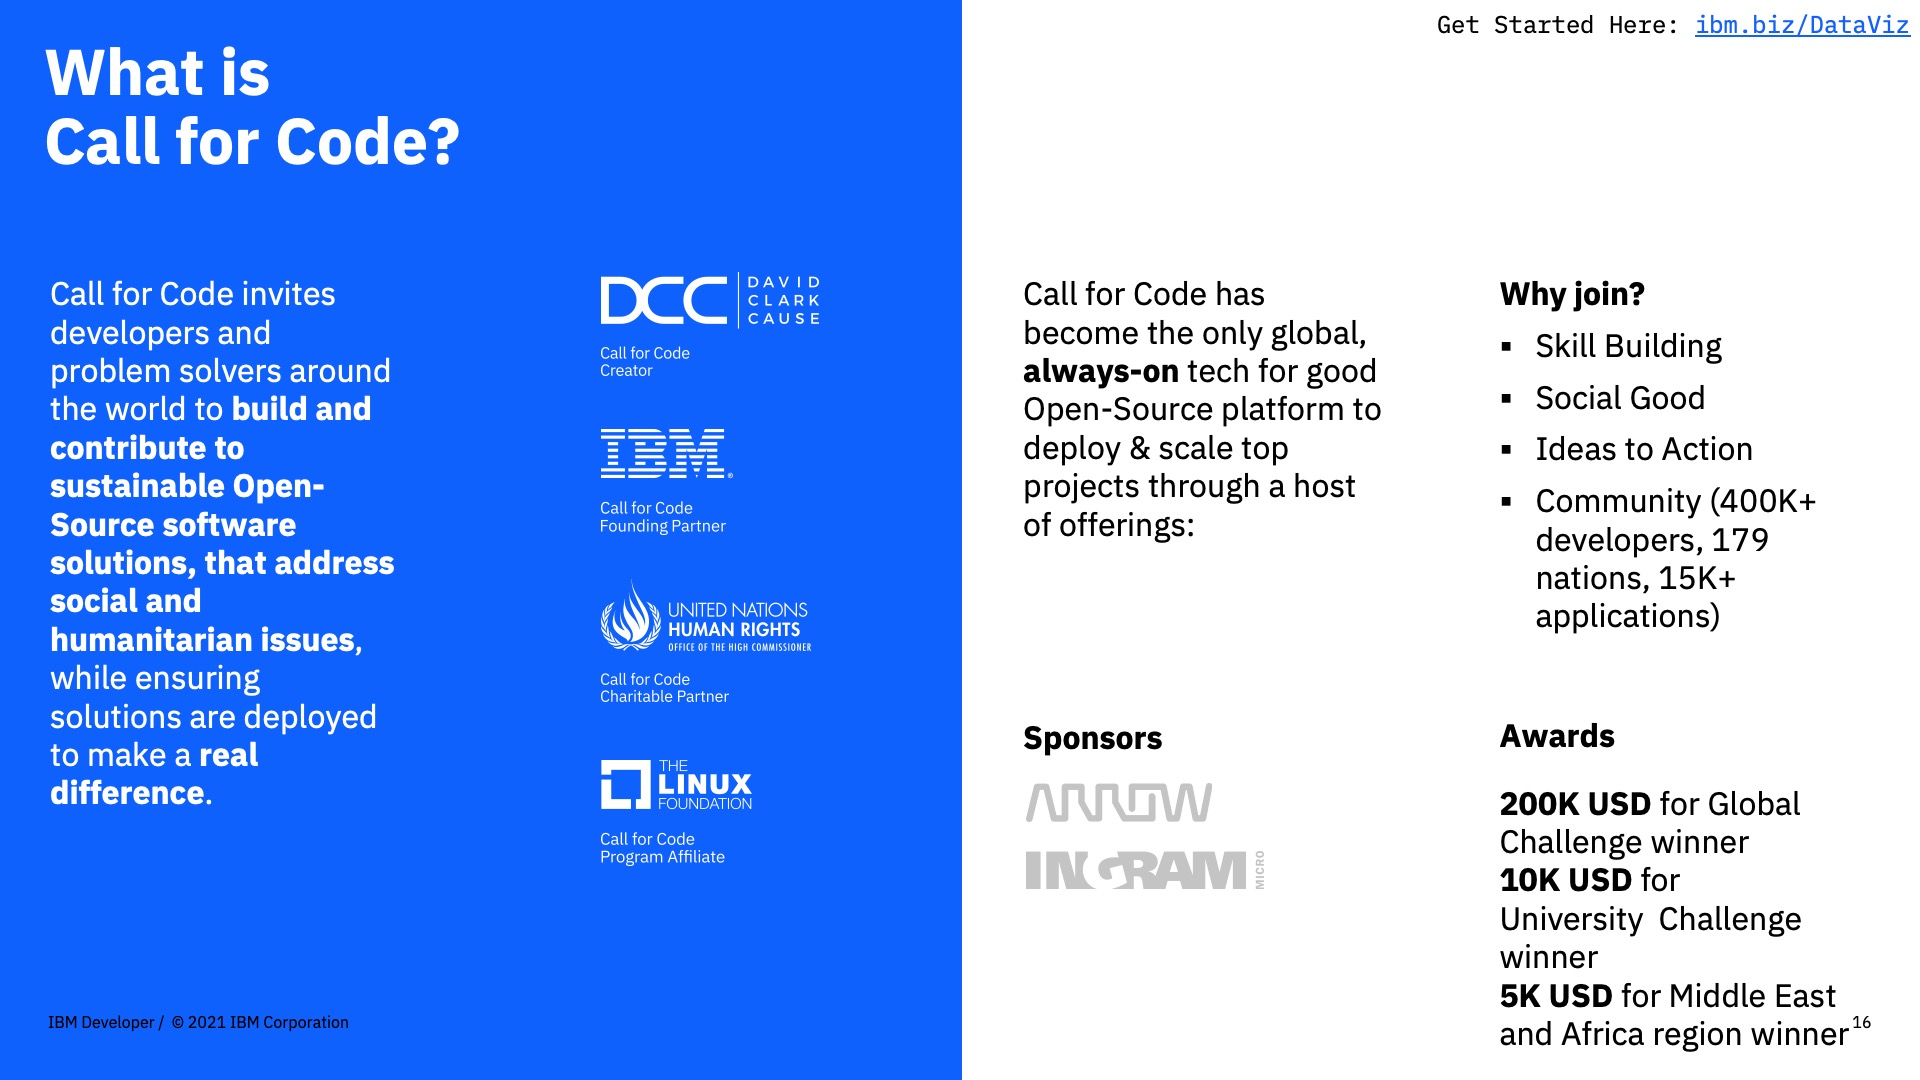 Get Started Here: ibm.biz/DataViz
What is
Call for Code?
Call for Code invites
developers and
problem solvers around
the world to build and
contribute to
sustainable Open-
Source software
solutions, that address
social and
humanitarian issues,
while ensuring
solutions are deployed
to make a real
difference.
DCC
DAVID
CLARK
CAUSE
Call for Code
Creator
IBM®
Call for Code
Founding Partner
UNITED NATIONS
HUMAN RIGHTS
OFFICE OF THE HIGH COMMISSIONER
Call for Code
Charitable Partner
THE
LINUX
FOUNDATION
Call for Code
Program Affiliate
Call for Code has
become the only global,
always-on tech for good
Open-Source platform to
deploy & scale top
projects through a host
of offerings:
Sponsors
ARROW
INGRAM MICRO
Why join?
▪ Skill Building
▪ Social Good
▪ Ideas to Action
▪ Community (400K+
developers, 179
nations, 15K+
applications)
Awards
200K USD for Global
Challenge winner
10K USD for
University  Challenge
winner
5K USD for Middle East
and Africa region winner
IBM Developer / © 2021 IBM Corporation
16